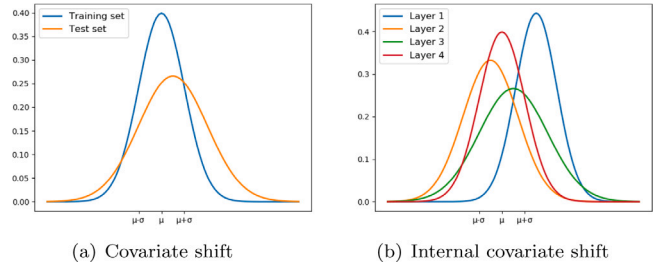 0.40
0.35
0.30
0.25
0.20
0.15
0.10
0.05
0.00
Training set
Test set
μ-σ μ μ+σ
(a) Covariate shift
0.4
0.3
0.2
0.1
0.0
Layer 1
Layer 2
Layer 3
Layer 4
μ-σ μ μ+σ
(b) Internal covariate shift